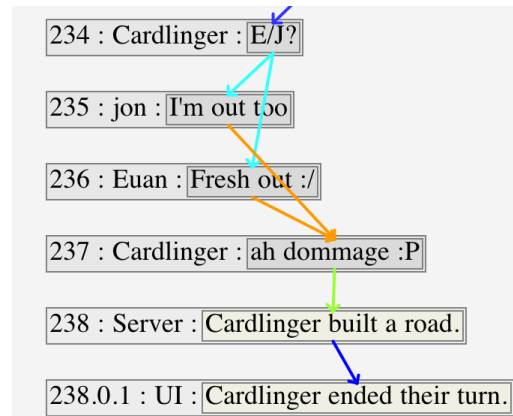 234 : Cardlinger : E/J?
235 : jon : I'm out too
236 : Euan : Fresh out :/
237 : Cardlinger : ah dommage :P
238 : Server : Cardlinger built a road.
238.0.1 : UI : Cardlinger ended their turn.